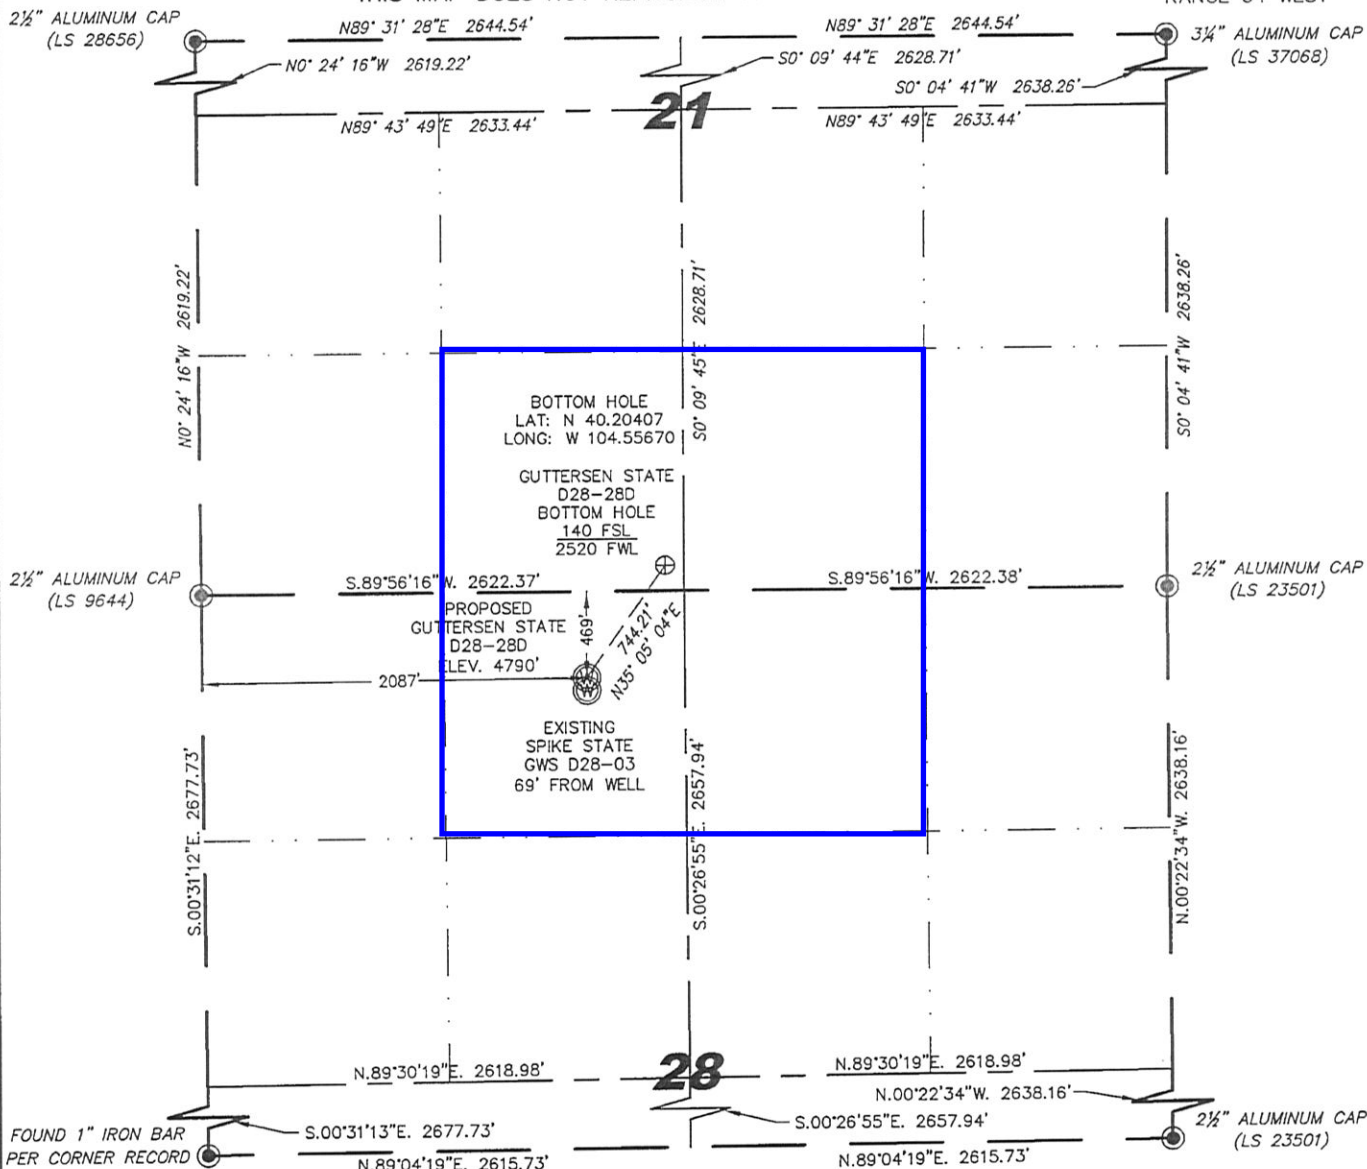 THIS MAP DOES NOT
RANGE 64 WEST
2½" ALUMINUM CAP
(LS 28656)
N89° 31' 28"E 2644.54'
N89° 31' 28"E 2644.54'
3¼" ALUMINUM CAP
(LS 37068)
N0° 24' 16"W 2619.22'
S0° 09' 44"E 2628.71'
S0° 04' 41"W 2638.26'
21
N89° 43' 49"E 2633.44'
N89° 43' 49"E 2633.44'
N0° 24' 16"W 2619.22'
S0° 09' 45"E 2628.71'
S0° 04' 41"W 2638.26'
BOTTOM HOLE
LAT: N 40.20407
LONG: W 104.55670
GUTTERSEN STATE
D28-28D
BOTTOM HOLE
140 FSL
2520 FWL
2½" ALUMINUM CAP
(LS 9644)
S.89°56'16"W. 2622.37'
S.89°56'16"W. 2622.38'
2½" ALUMINUM CAP
(LS 23501)
PROPOSED
GUTTERSEN STATE
D28-28D
ELEV. 4790'
469'
744.21'
N35° 05' 04"E
2087'
W
W
EXISTING
SPIKE STATE
GWS D28-03
69' FROM WELL
S.00°31'12"E. 2677.73'
S.00°26'55"E. 2657.94'
N.00°22'34"W. 2638.16'
28
N.89°30'19"E. 2618.98'
N.89°30'19"E. 2618.98'
N.00°22'34"W. 2638.16'
S.00°31'13"E. 2677.73'
S.00°26'55"E. 2657.94'
2½" ALUMINUM CAP
(LS 23501)
FOUND 1" IRON BAR
PER CORNER RECORD
N.89°04'19"E. 2615.73'
N.89°04'19"E. 2615.73'